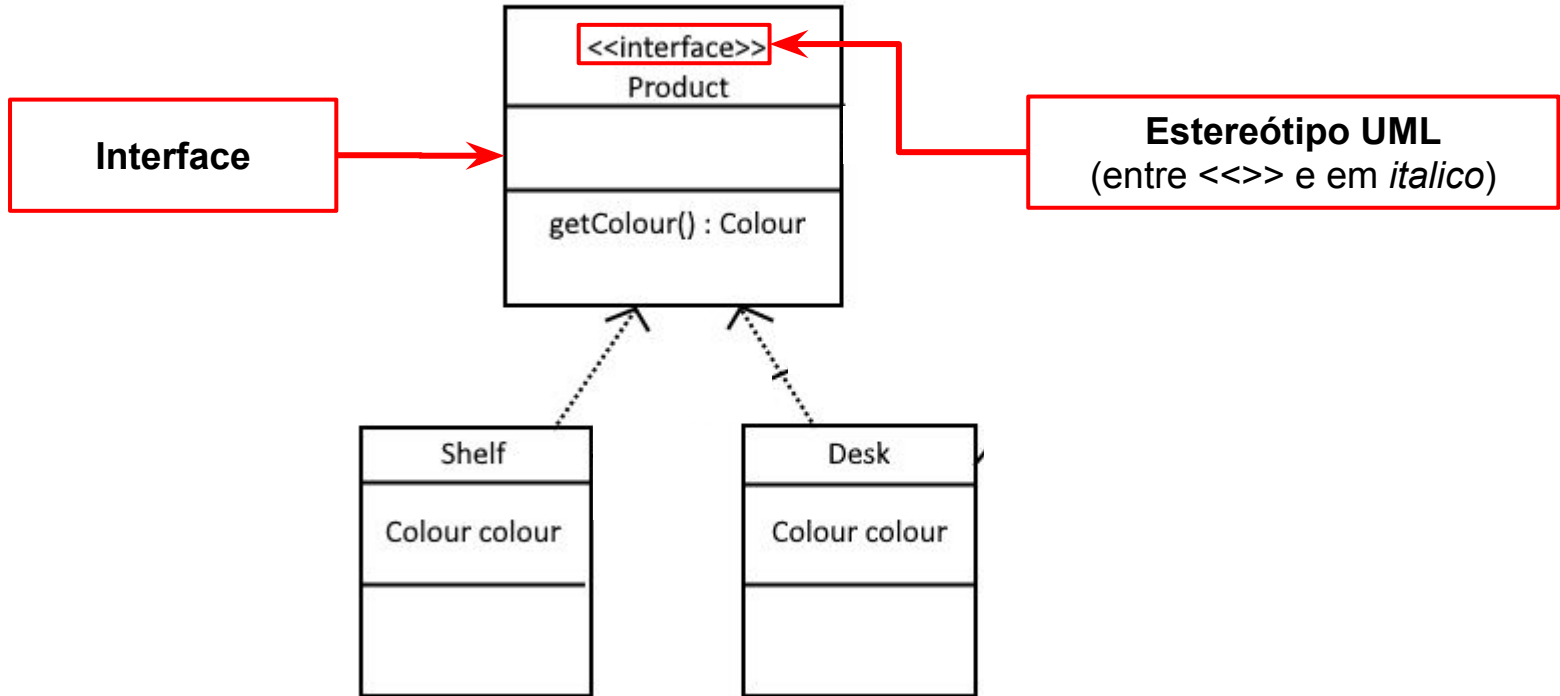 <<interface>>
Product
Interface
Estereótipo UML
(entre <<>> e em italico)
getColour() : Colour
Shelf
Desk
Colour colour
Colour colour